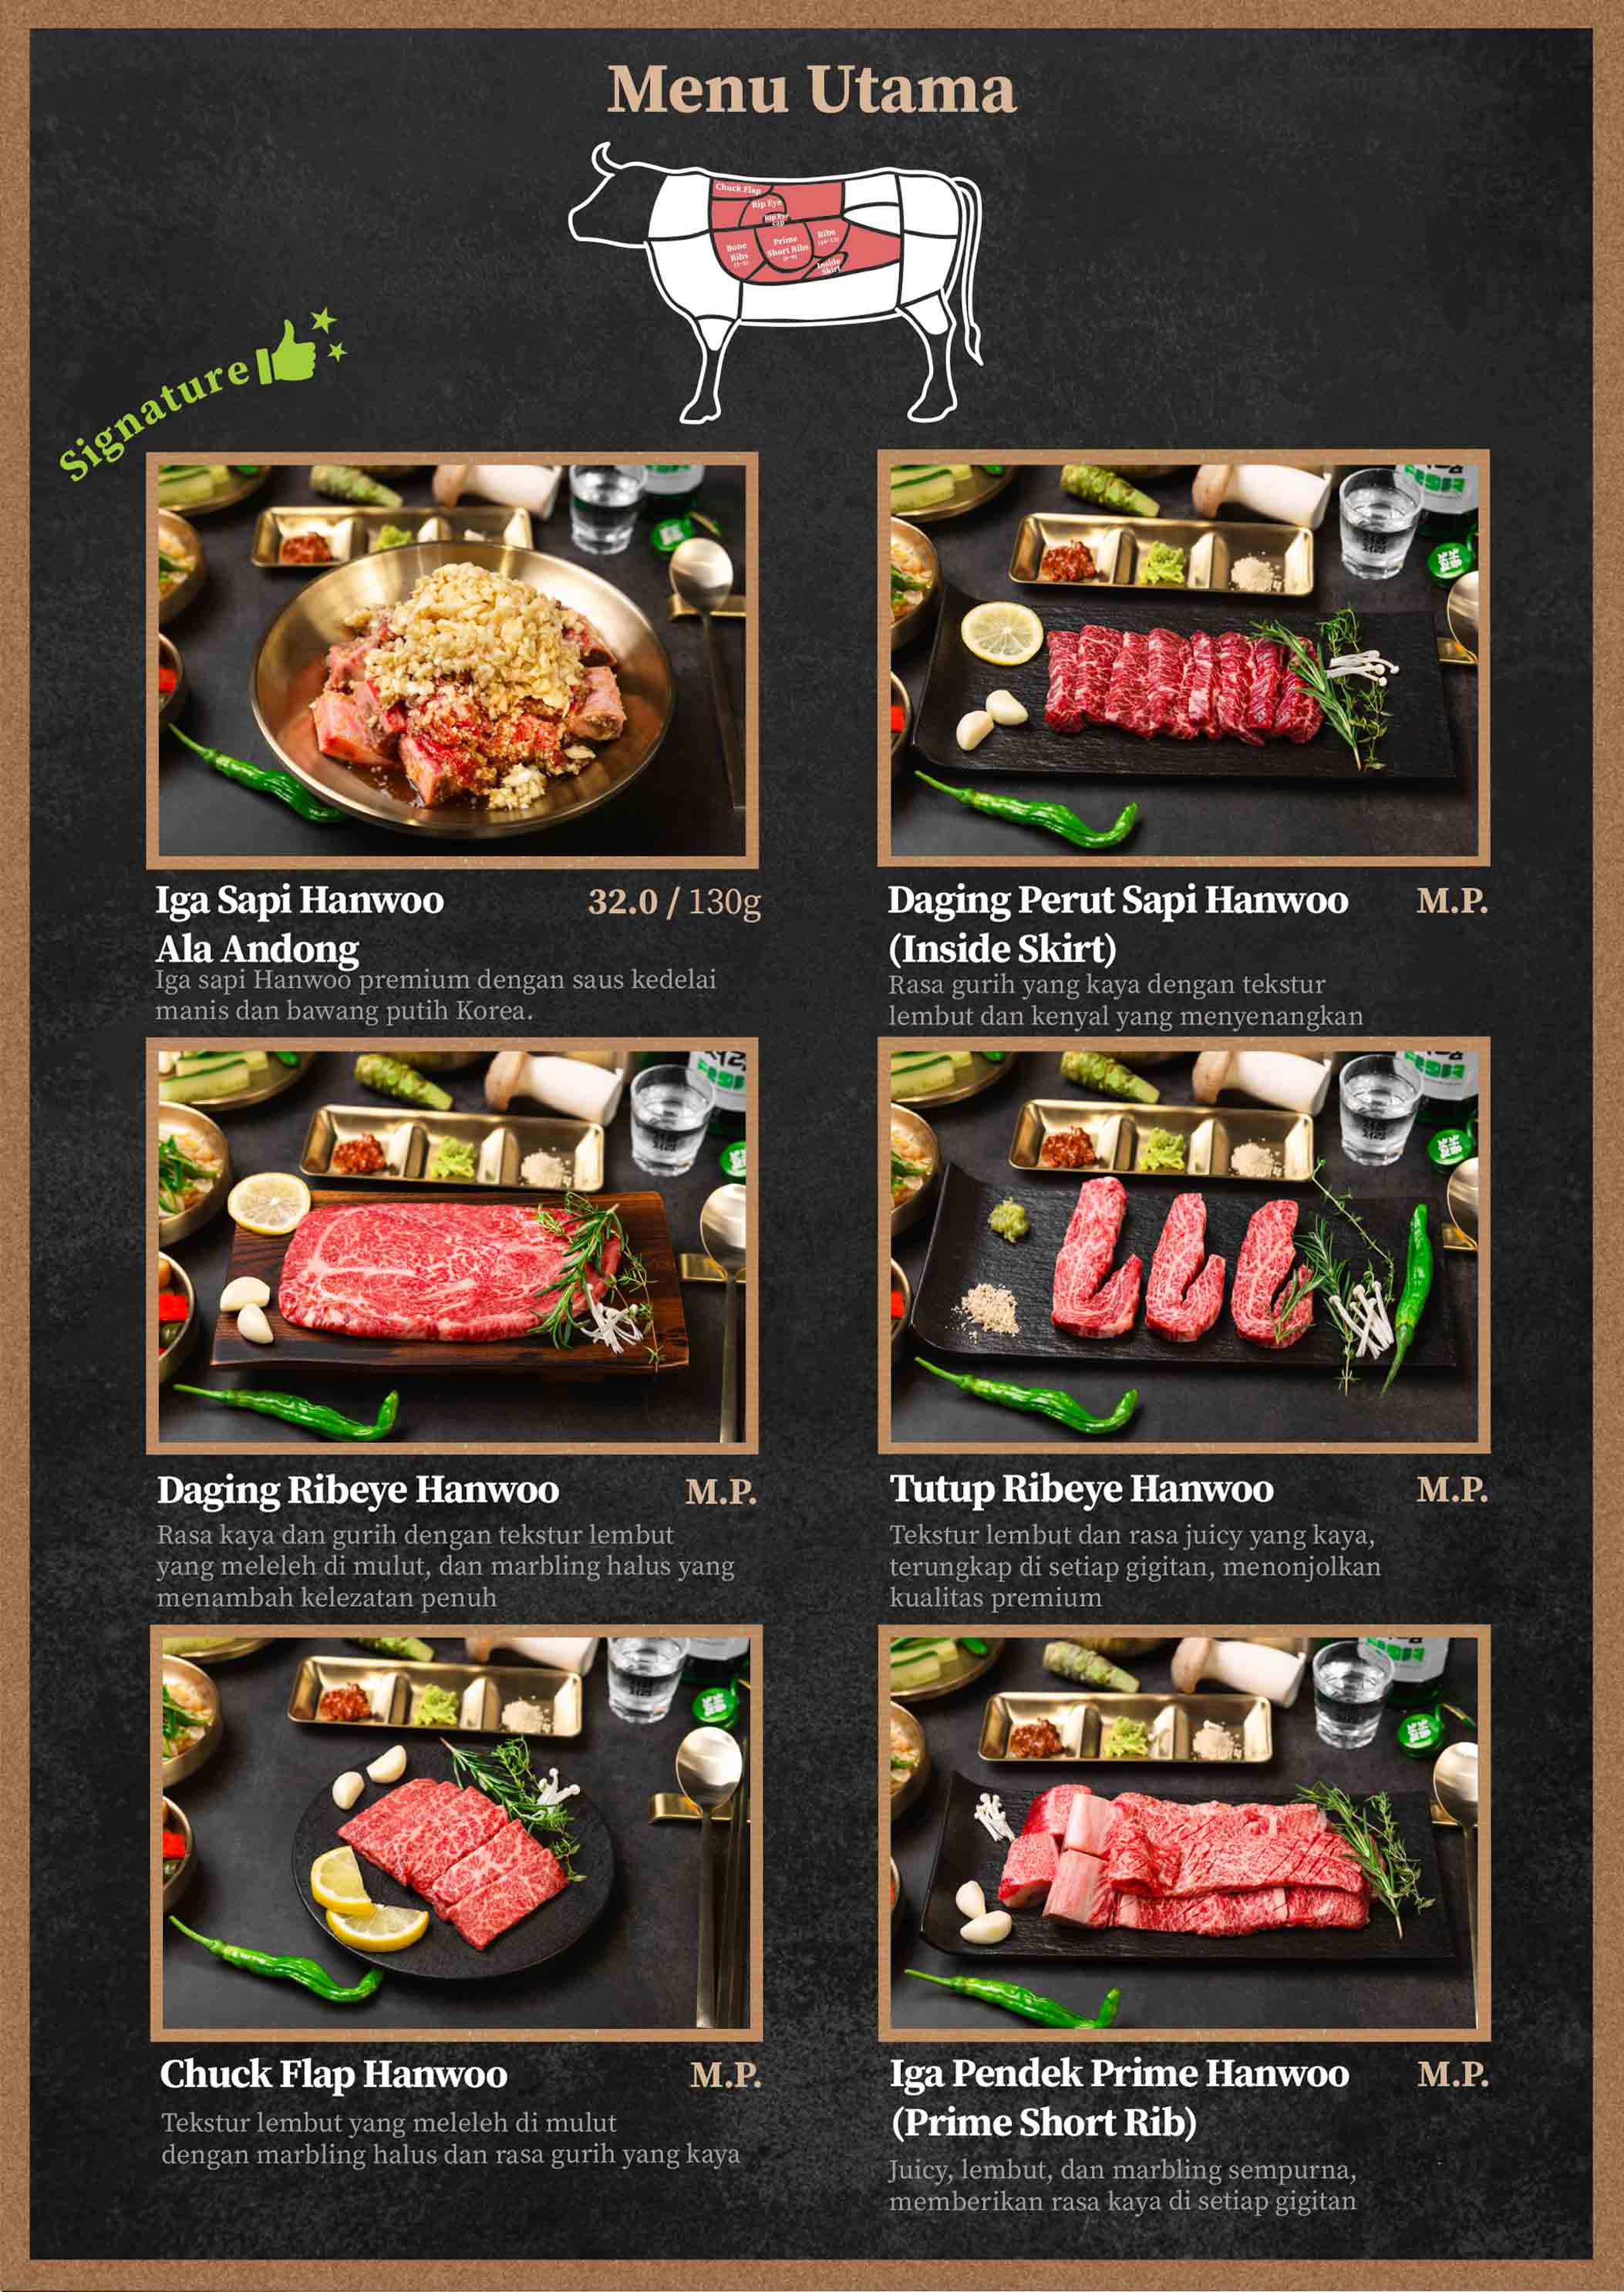 Menu Utama
Chuck Flap
Rip Eye
Rip Eye
cap
Bone
Ribs
Prime
Short Ribs
Ribs
Inside
Skirt
Signature
Iga Sapi Hanwoo 32.0 / 130g
Ala Andong
Iga sapi Hanwoo premium dengan saus kedelai
manis dan bawang putih Korea.
Daging Perut Sapi Hanwoo M.P.
(Inside Skirt)
Rasa gurih yang kaya dengan tekstur
lembut dan kenyal yang menyenangkan
Daging Ribeye Hanwoo M.P.
Rasa kaya dan gurih dengan tekstur lembut
yang meleleh di mulut, dan marbling halus yang
menambah kelezatan penuh
Tutup Ribeye Hanwoo M.P.
Tekstur lembut dan rasa juicy yang kaya,
terungkap di setiap gigitan, menonjolkan
kualitas premium
Chuck Flap Hanwoo M.P.
Tekstur lembut yang meleleh di mulut
dengan marbling halus dan rasa gurih yang kaya
Iga Pendek Prime Hanwoo M.P.
(Prime Short Rib)
Juicy, lembut, dan marbling sempurna,
memberikan rasa kaya di setiap gigitan